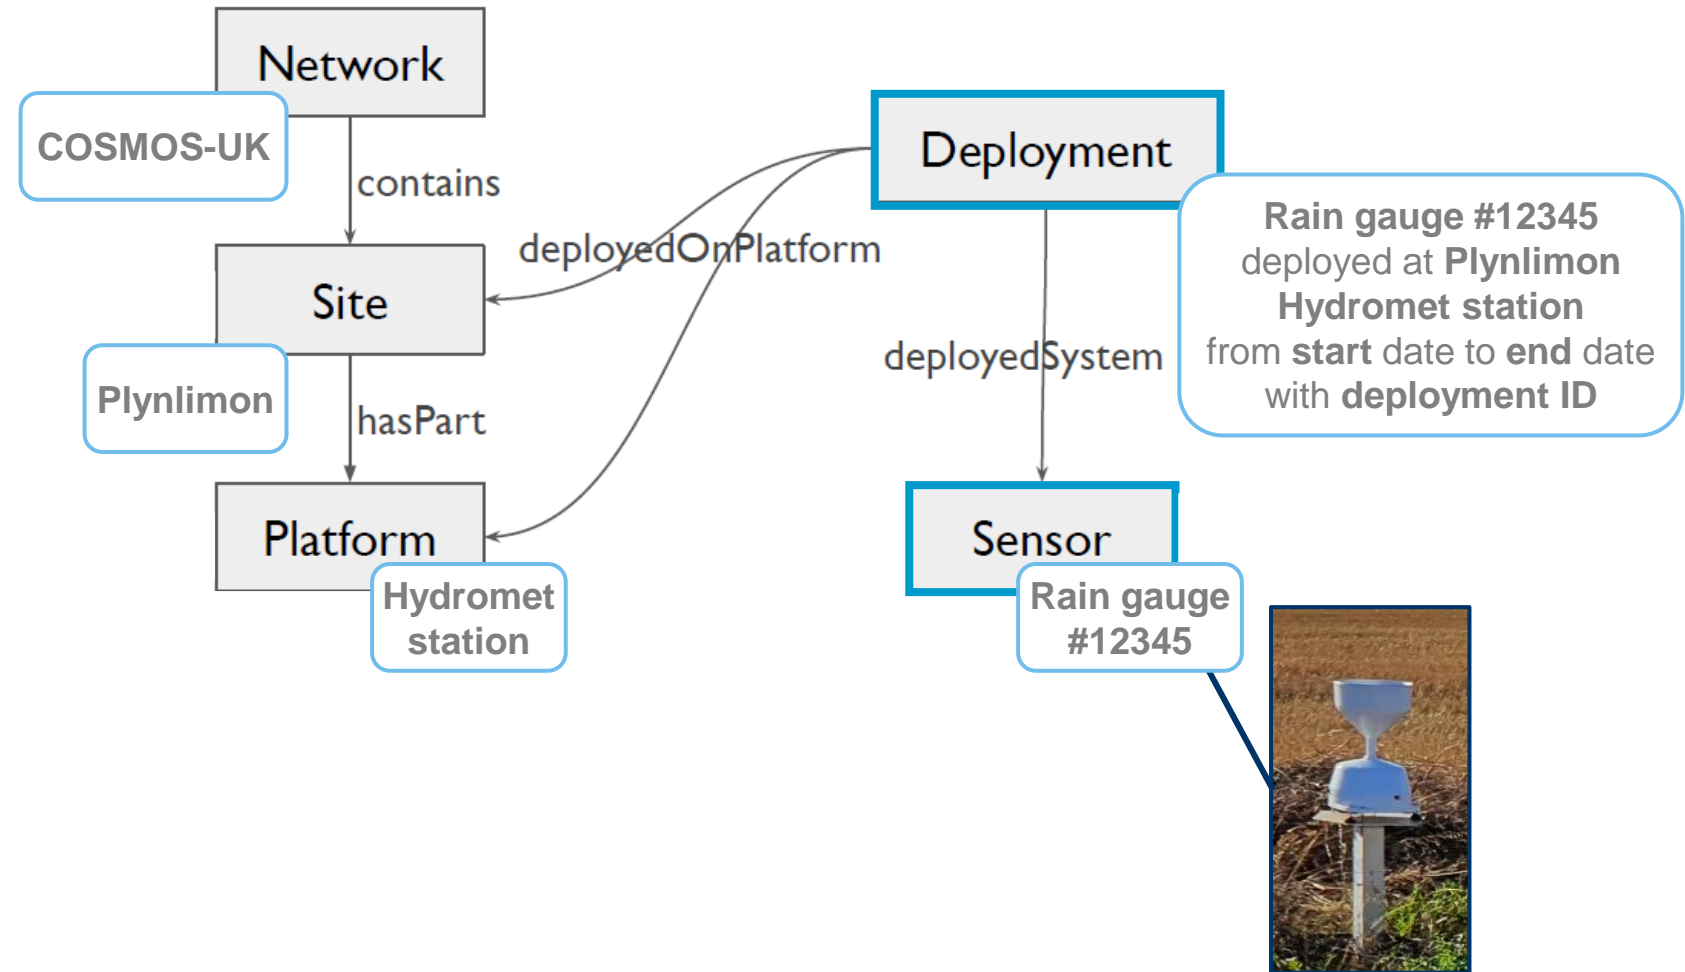 Network
COSMOS-UK
contains
Site
Plynlimon
hasPart
Platform
Hydromet
station
deployedOnPlatform
Deployment
Rain gauge #12345
deployed at Plynlimon
Hydromet station
from start date to end date
with deployment ID
deployedSystem
Sensor
Rain gauge
#12345